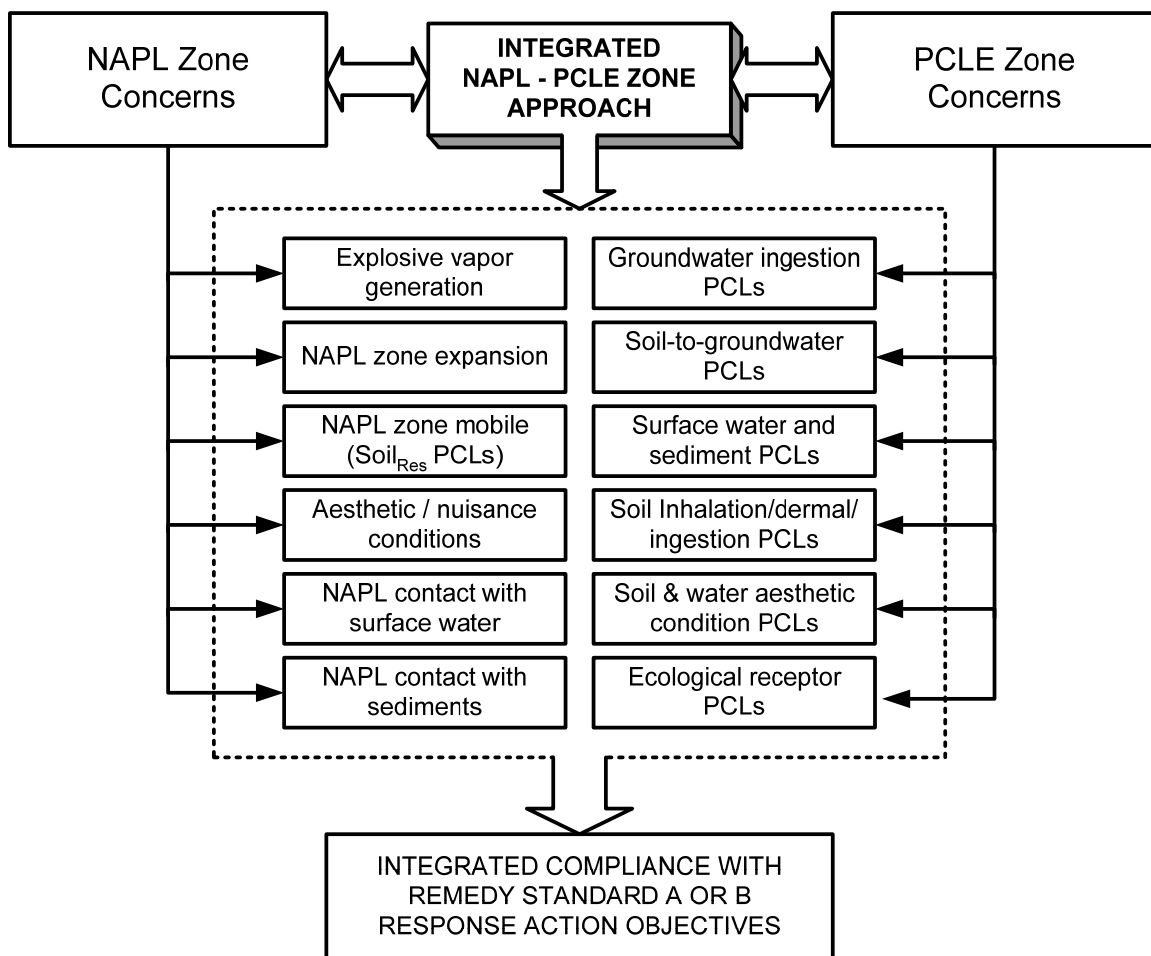 NAPL Zone
Concerns
INTEGRATED
NAPL - PCLE ZONE
APPROACH
PCLE Zone
Concerns
Explosive vapor
generation
Groundwater ingestion
PCLs
NAPL zone expansion
Soil-to-groundwater
PCLs
NAPL zone mobile
(SoilRes PCLs)
Surface water and
sediment PCLs
Aesthetic / nuisance
conditions
Soil Inhalation/dermal/
ingestion PCLs
NAPL contact with
surface water
Soil & water aesthetic
condition PCLs
NAPL contact with
sediments
Ecological receptor
PCLs
INTEGRATED COMPLIANCE WITH
REMEDY STANDARD A OR B
RESPONSE ACTION OBJECTIVES